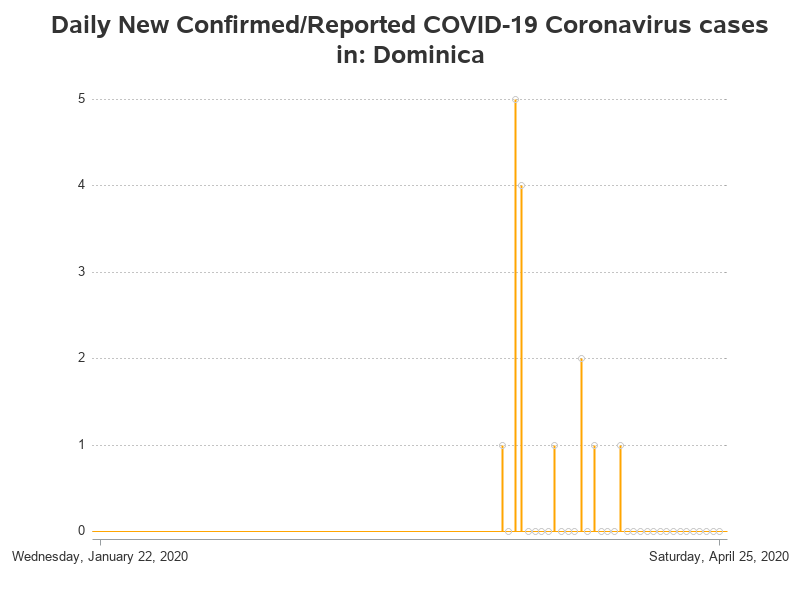 Daily New Confirmed/Reported COVID-19 Coronavirus cases
in: Dominica
5
4
3
2
1
0
Wednesday, January 22, 2020
Saturday, April 25, 2020